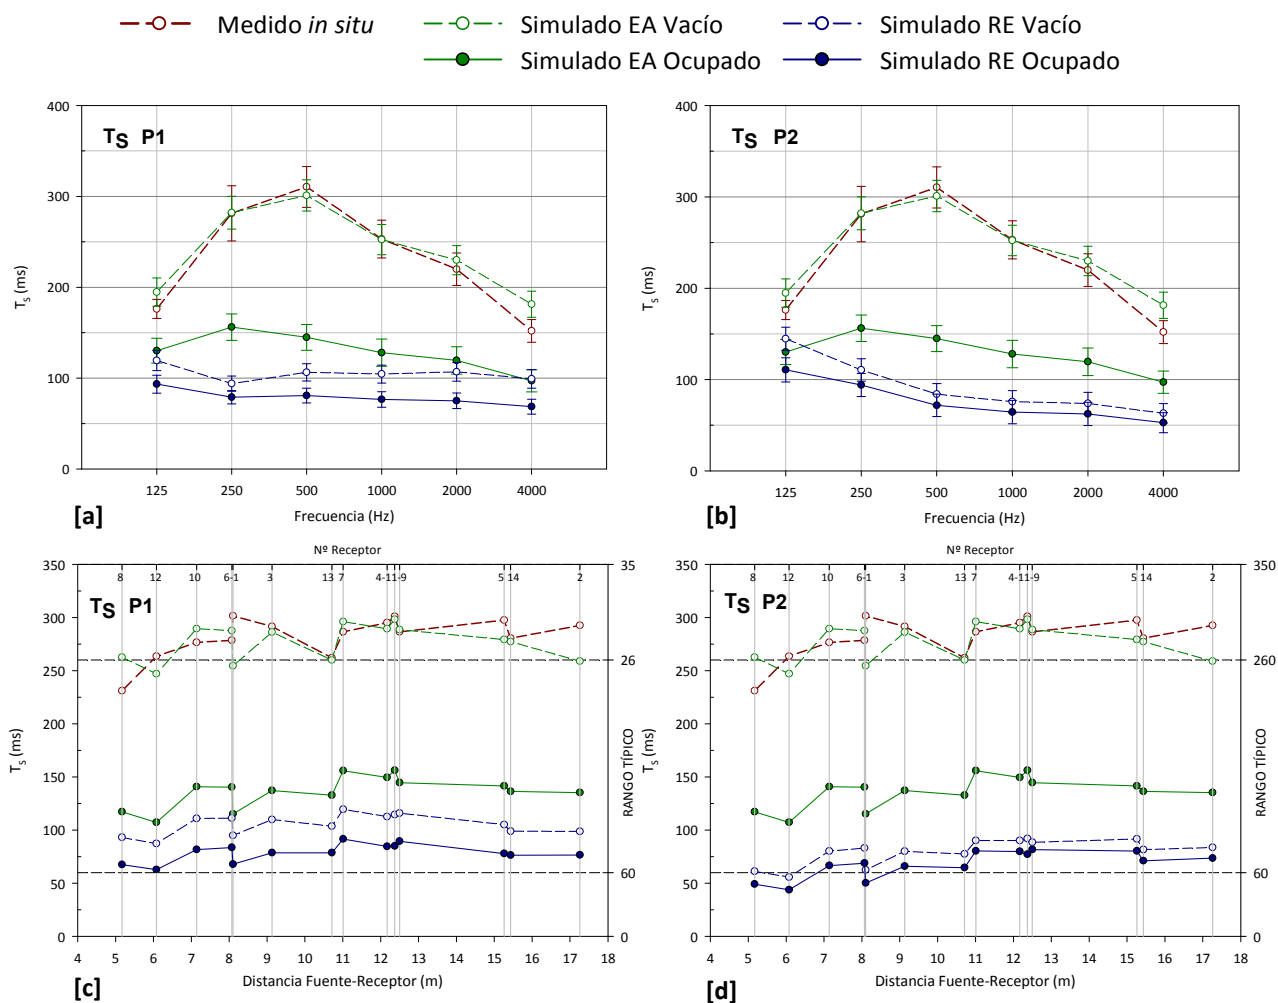 Medido in situ
Simulado EA Vacío
Simulado RE Vacío
Simulado EA Ocupado
Simulado RE Ocupado
TS P1
400
300
200
100
0
TS (ms)
125 250 500 1000 2000 4000
Frecuencia (Hz)
[a]
TS P2
400
300
200
100
0
TS (ms)
125 250 500 1000 2000 4000
Frecuencia (Hz)
[b]
Nº Receptor
8 12 10 6-1 3 13 7 4-11-9 5 14 2
TS P1
350
300
250
200
150
100
50
0
TS (ms)
35
26
60
0
RANGO TÍPICO
4 5 6 7 8 9 10 11 12 13 14 15 16 17 18
Distancia Fuente-Receptor (m)
[c]
Nº Receptor
8 12 10 6-1 3 13 7 4-11-9 5 14 2
TS P2
350
300
250
200
150
100
50
0
TS (ms)
350
260
60
0
RANGO TÍPICO
4 5 6 7 8 9 10 11 12 13 14 15 16 17 18
Distancia Fuente-Receptor (m)
[d]